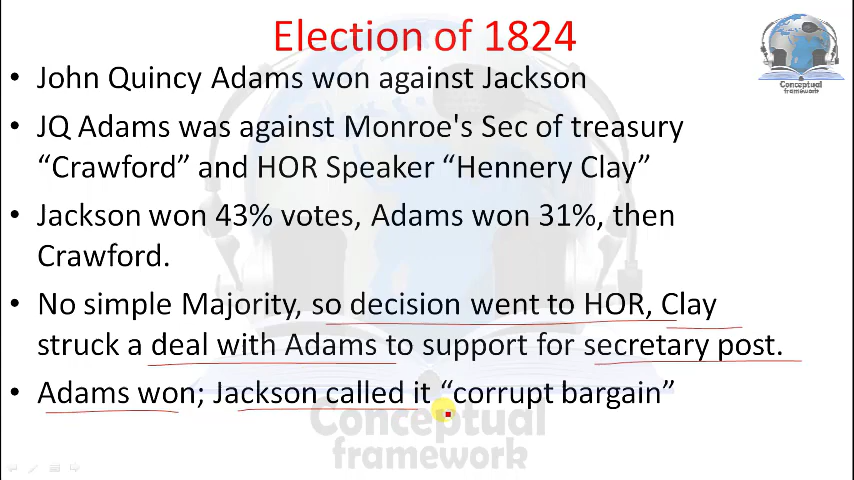 Election of 1824
Conceptual
framework
• John Quincy Adams won against Jackson
• JQ Adams was against Monroe's Sec of treasury
“Crawford” and HOR Speaker “Hennery Clay”
• Jackson won 43% votes, Adams won 31%, then
Crawford.
• No simple Majority, so decision went to HOR, Clay
struck a deal with Adams to support for secretary post.
• Adams won; Jackson called it “corrupt bargain”
Conceptual
framework